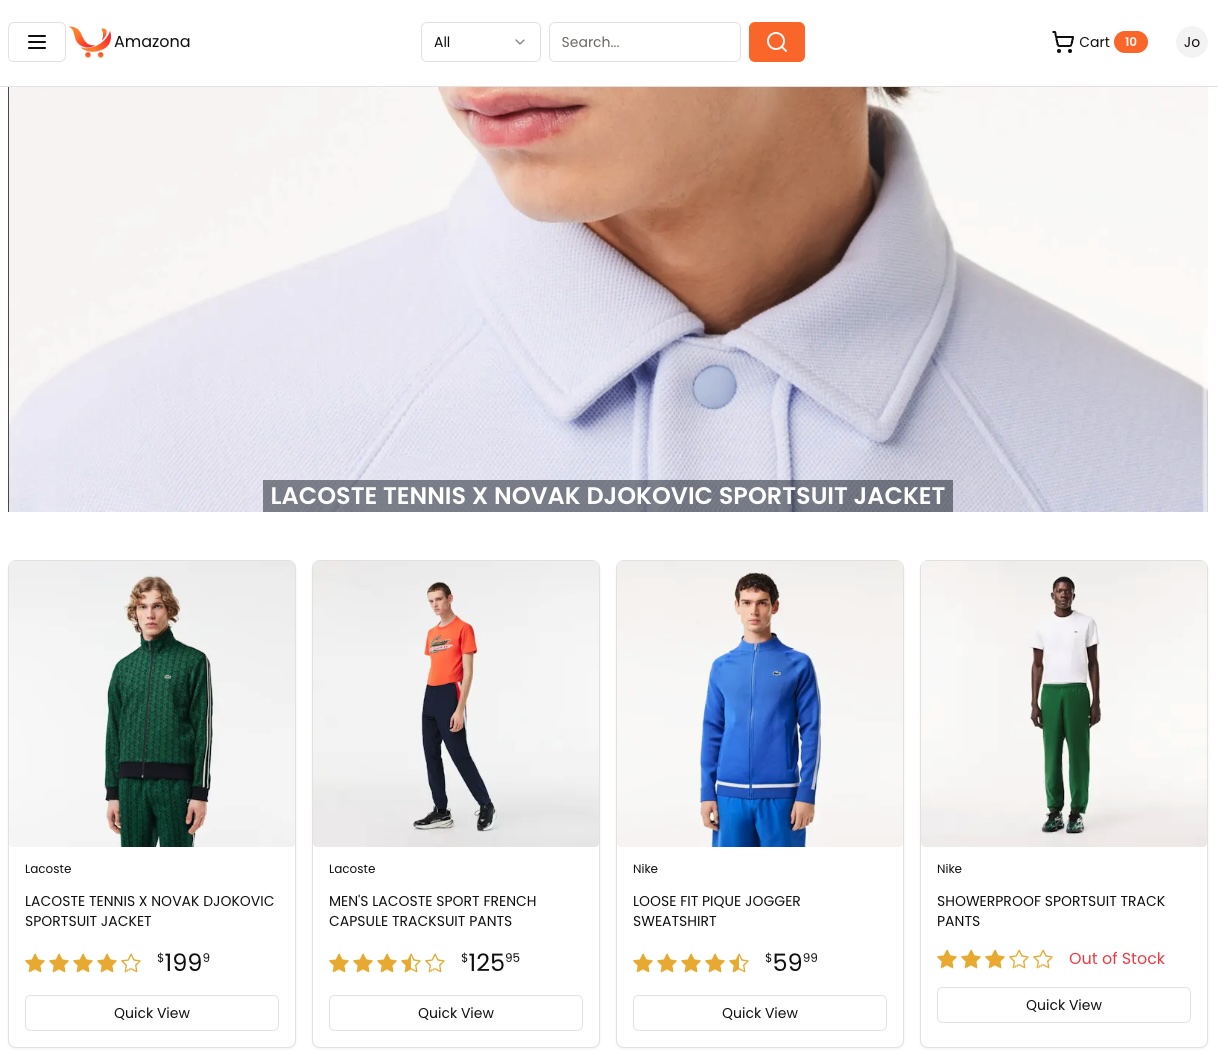 Amazona
All
Search...
Cart 10
Jo
LACOSTE TENNIS X NOVAK DJOKOVIC SPORTSUIT JACKET
Lacoste
LACOSTE TENNIS X NOVAK DJOKOVIC
SPORTSUIT JACKET
$199 9
Quick View
Lacoste
MEN'S LACOSTE SPORT FRENCH
CAPSULE TRACKSUIT PANTS
$125 95
Quick View
Nike
LOOSE FIT PIQUE JOGGER
SWEATSHIRT
$59 99
Quick View
Nike
SHOWERPROOF SPORTSUIT TRACK
PANTS
Out of Stock
Quick View